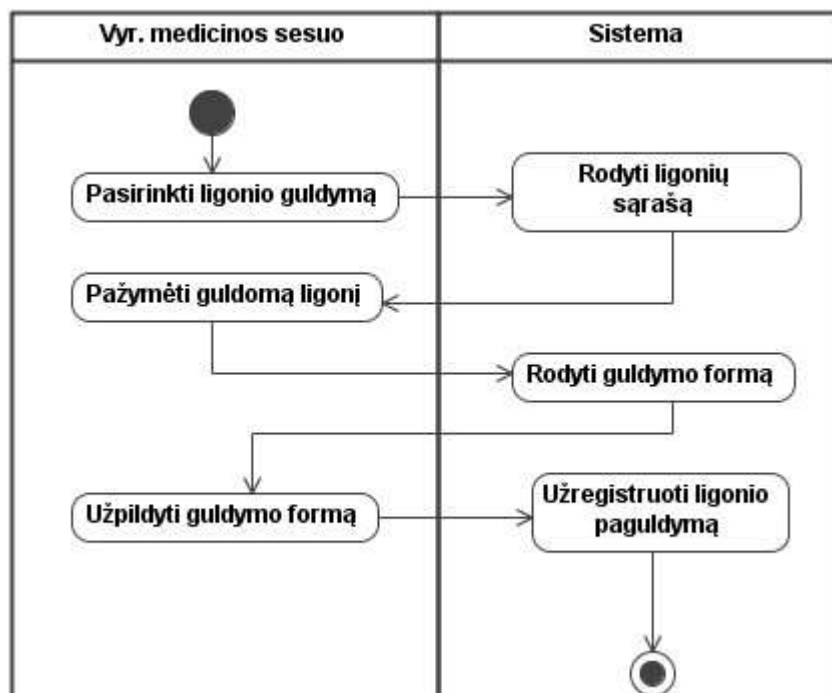 Vyr. medicinos sesuo
Sistema
Pasirinkti ligonio guldymą
Rodyti ligonių
sąrašą
Pažymėti guldomą ligonį
Rodyti guldymo formą
Užpildyti guldymo formą
Užregistruoti ligonio
paguldymą